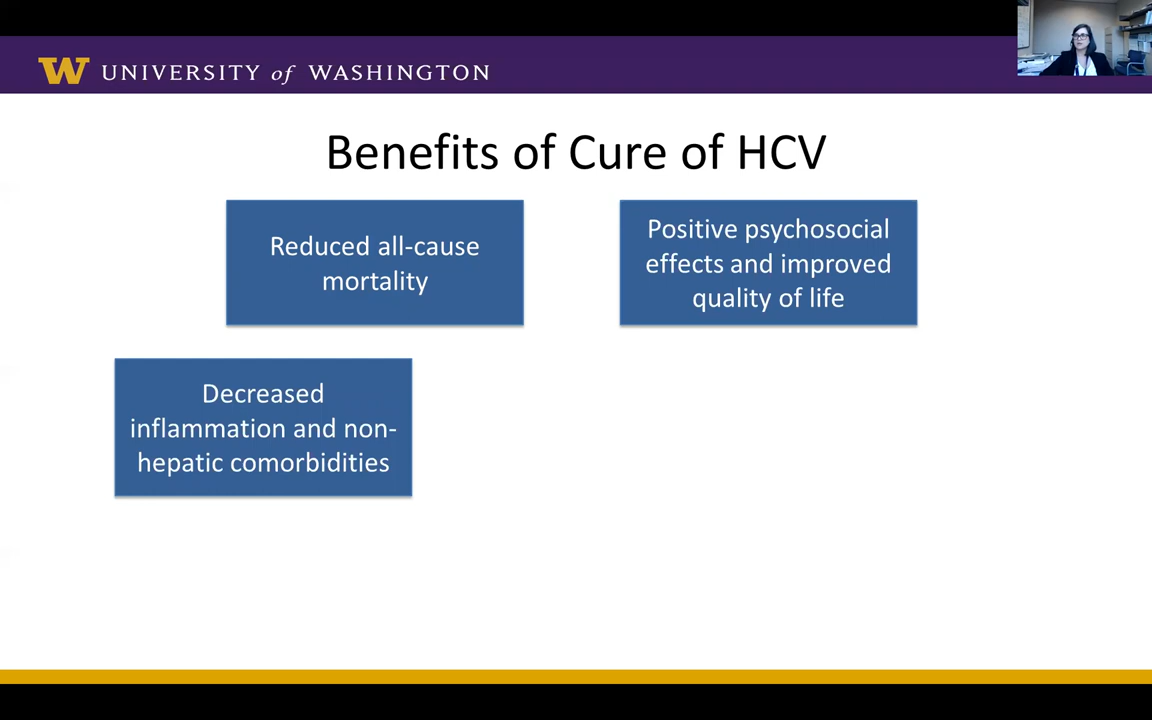 W UNIVERSITY of WASHINGTON
Benefits of Cure of HCV
Reduced all-cause
mortality
Positive psychosocial
effects and improved
quality of life
Decreased
inflammation and non-
hepatic comorbidities